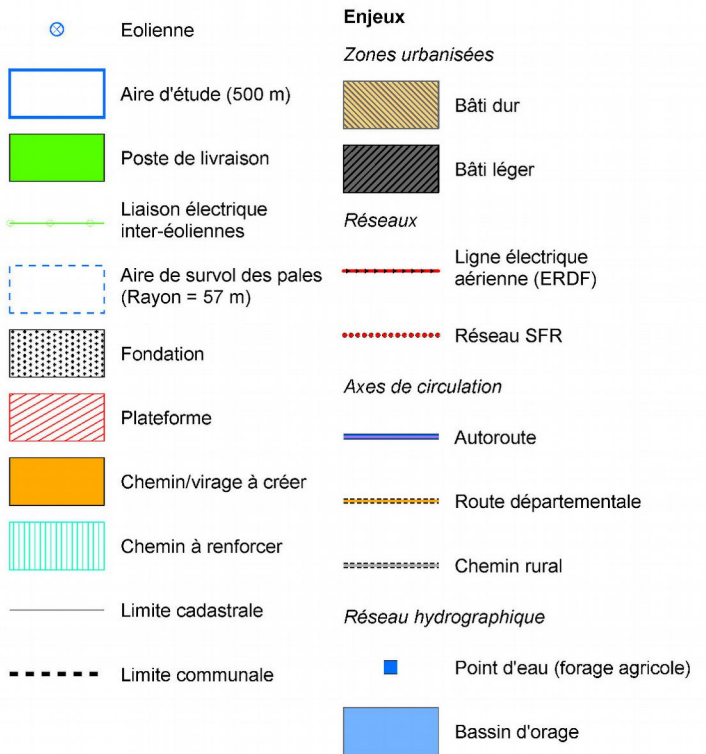 Eolienne
Aire d'étude (500 m)
Poste de livraison
Liaison électrique
inter-éoliennes
Aire de survol des pales
(Rayon = 57 m)
Fondation
Plateforme
Chemin/virage à créer
Chemin à renforcer
Limite cadastrale
Limite communale
Enjeux
Zones urbanisées
Bâti dur
Bâti léger
Réseaux
Ligne électrique
aérienne (ERDF)
Réseau SFR
Axes de circulation
Autoroute
Route départementale
Chemin rural
Réseau hydrographique
Point d'eau (forage agricole)
Bassin d'orage